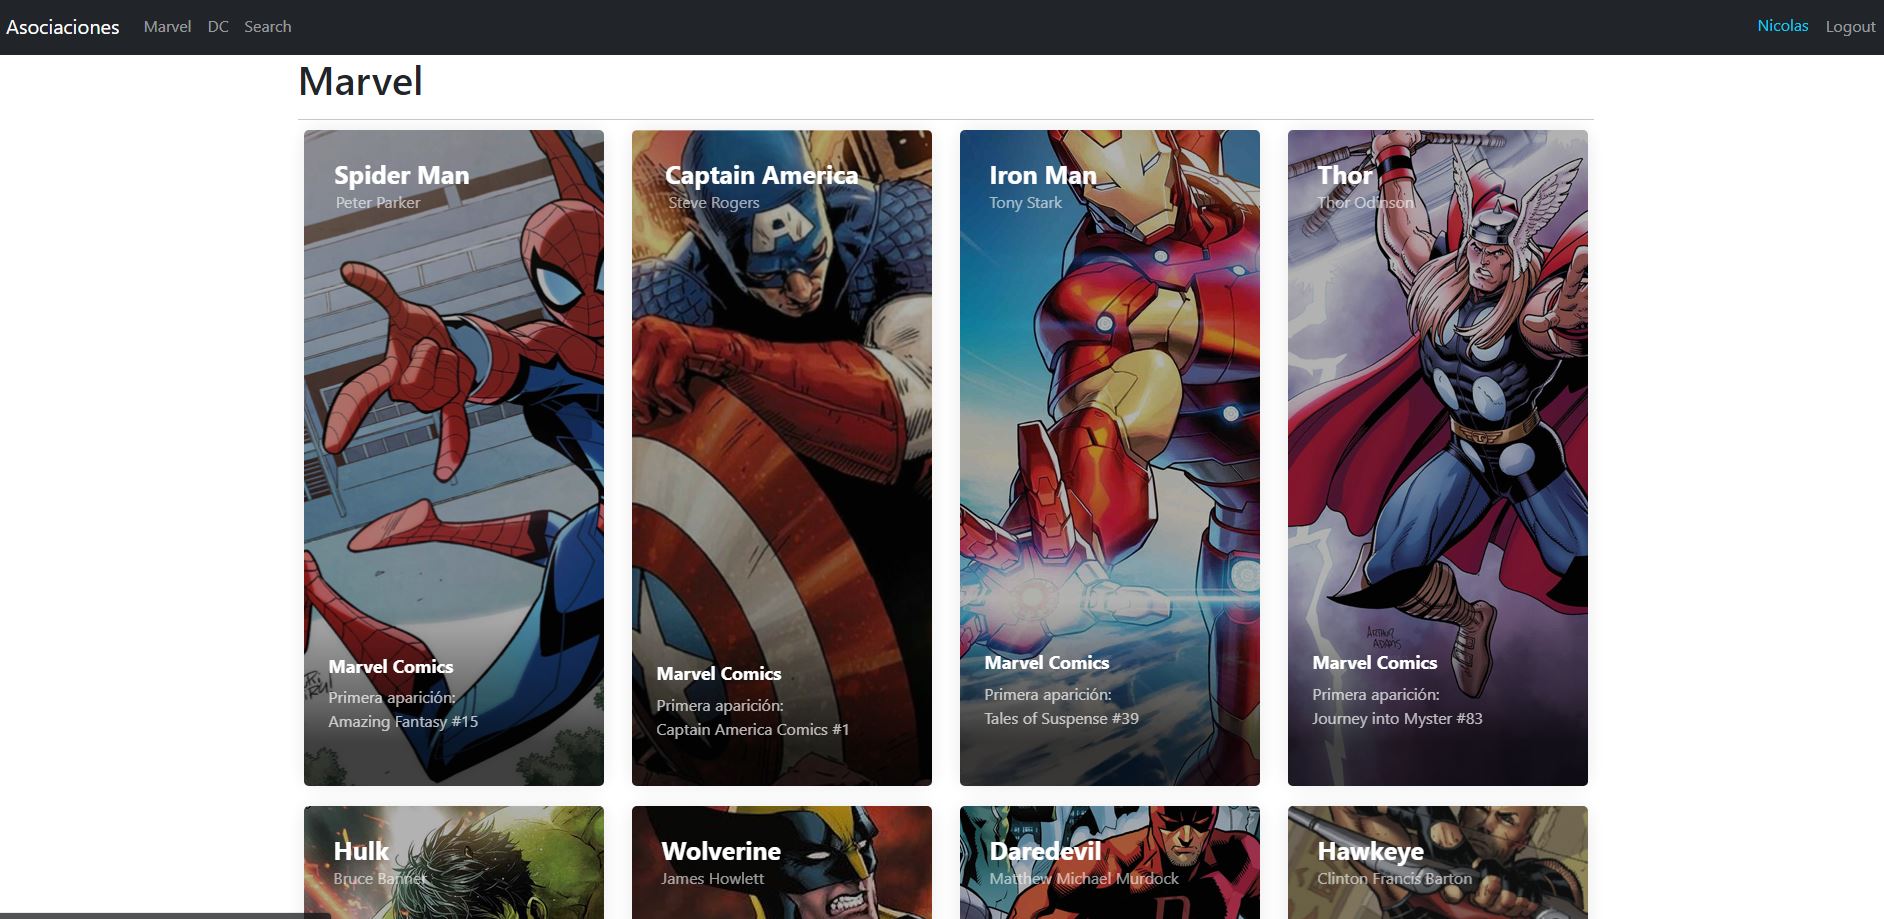 Asociaciones Marvel DC Search Nicolas Logout
Marvel
Spider Man
Peter Parker
Marvel Comics
Primera aparición:
Amazing Fantasy #15
Captain America
Steve Rogers
A
Marvel Comics
Primera aparición:
Captain America Comics #1
Iron Man
Tony Stark
Marvel Comics
Primera aparición:
Tales of Suspense #39
Thor
Thor Odinson
ARTHUR
ADAMS
Marvel Comics
Primera aparición:
Journey into Myster #83
Hulk
Bruce Banner
Wolverine
James Howlett
Daredevil
Matthew Michael Murdock
D
Hawkeye
Clinton Francis Barton